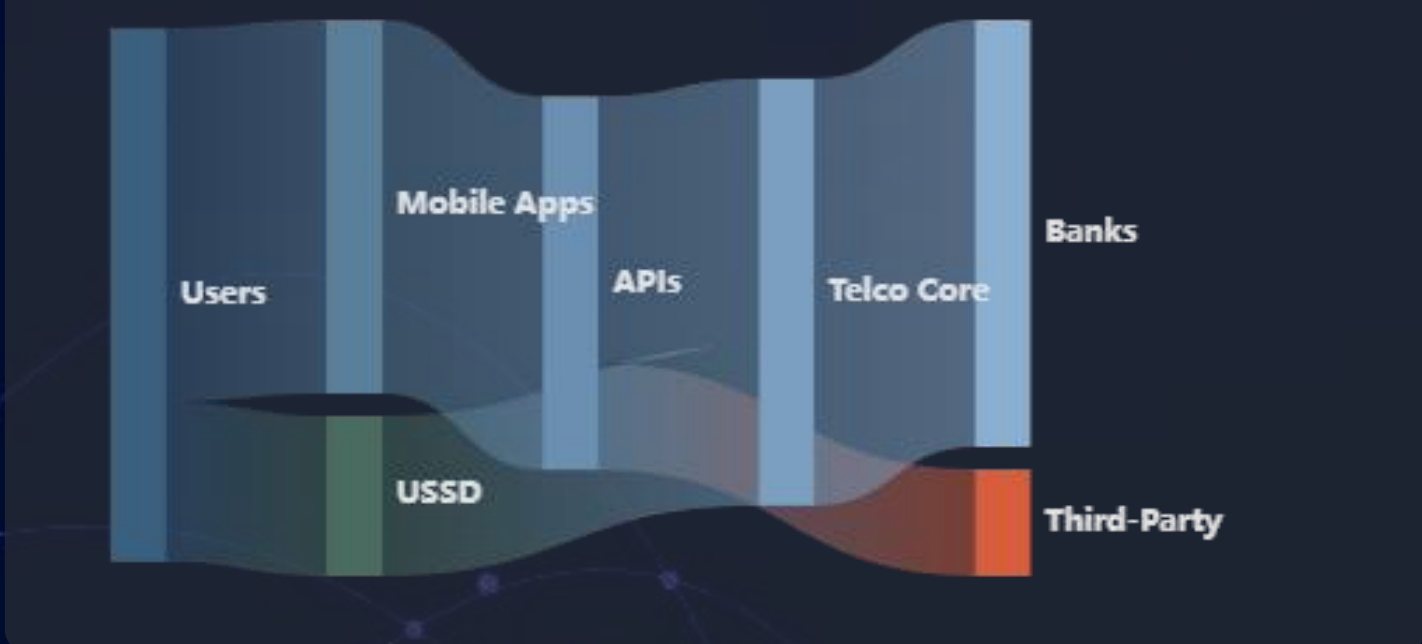 Users
Mobile Apps
USSD
APIs
Telco Core
Banks
Third-Party